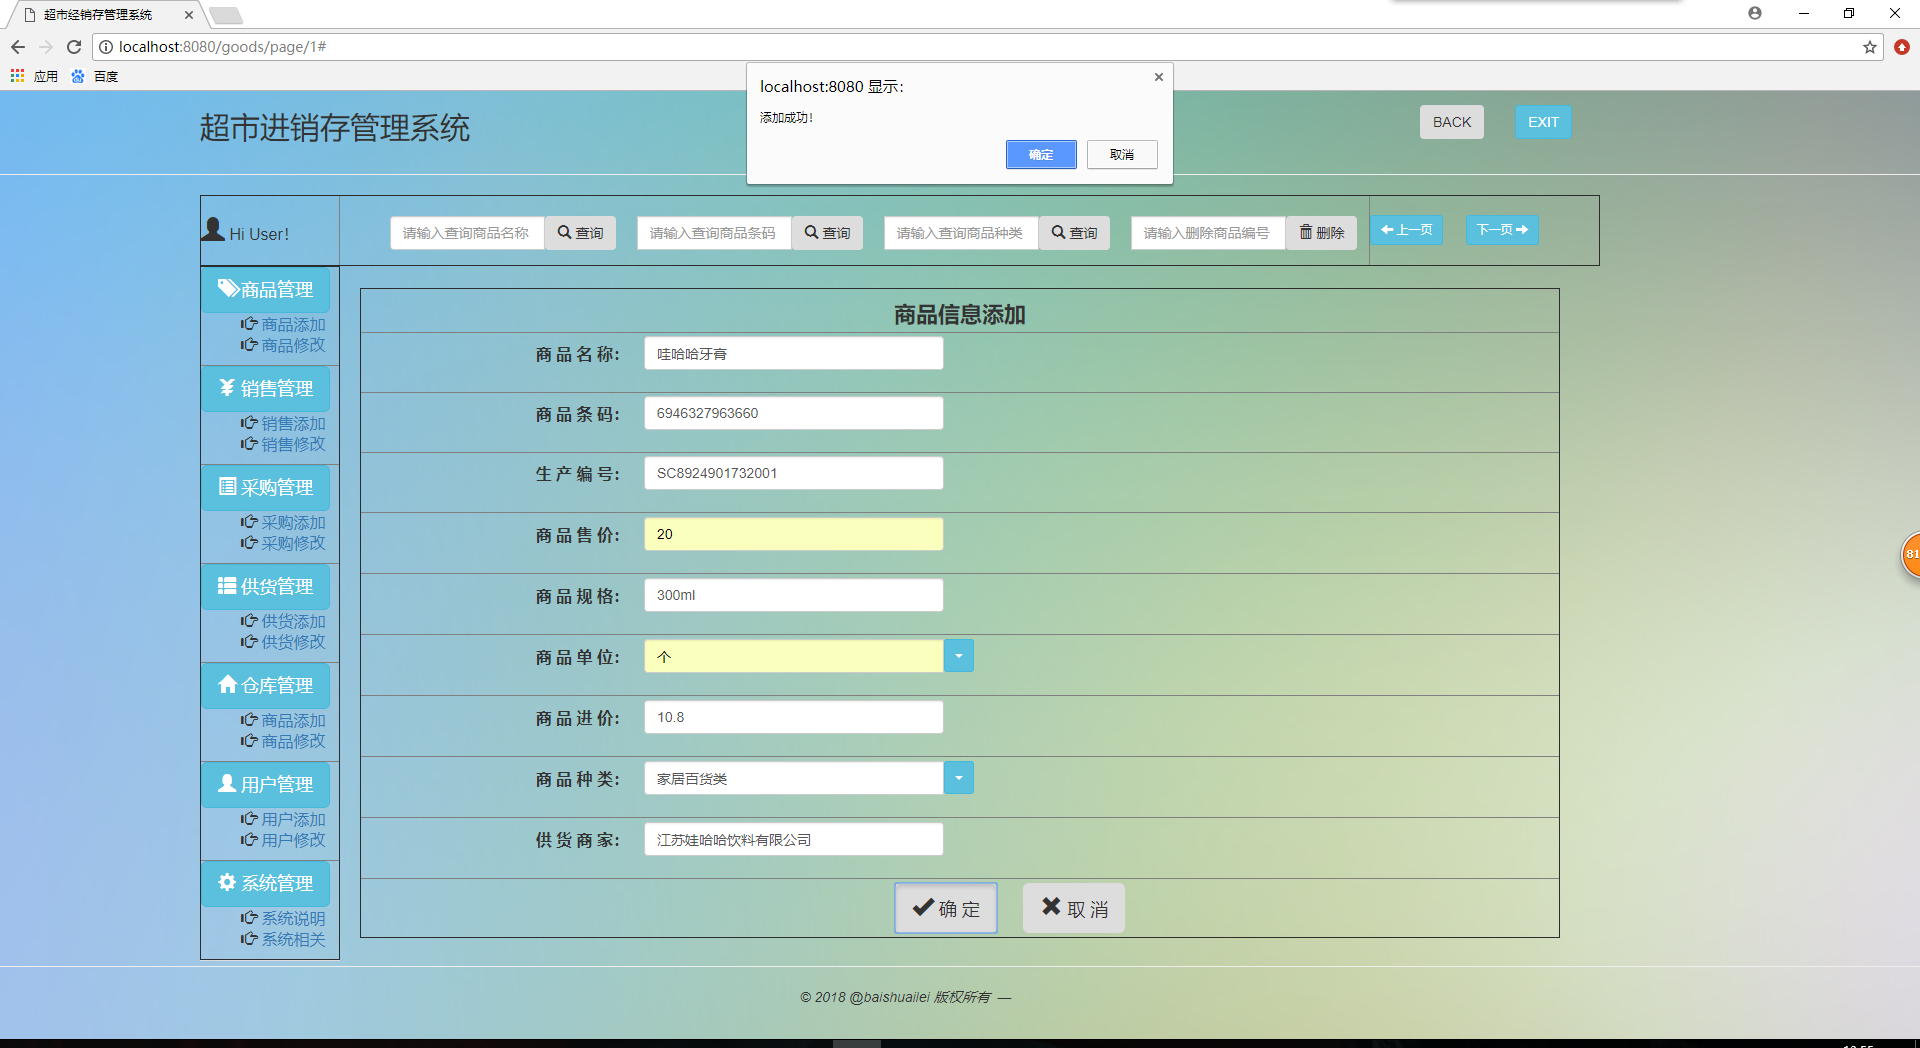 超市经销存管理系统
localhost:8080/goods/page/1#
应用 百度
localhost:8080 显示:
添加成功!
确定 取消
超市进销存管理系统
BACK EXIT
Hi User!
请输入查询商品名称 查询 请输入查询商品条码 查询 请输入查询商品种类 查询 请输入删除商品编号 删除 上一页 下一页
商品管理
商品添加
商品修改
销售管理
销售添加
销售修改
采购管理
采购添加
采购修改
供货管理
供货添加
供货修改
仓库管理
商品添加
商品修改
用户管理
用户添加
用户修改
系统管理
系统说明
系统相关
商品信息添加
商品名称: 哇哈哈牙膏
商品条码: 6946327963660
生产编号: SC8924901732001
商品售价: 20
商品规格: 300ml
商品单位: 个
商品进价: 10.8
商品种类: 家居百货类
供货商家: 江苏娃哈哈饮料有限公司
确定 取消
81
© 2018 @baishuailei 版权所有 —